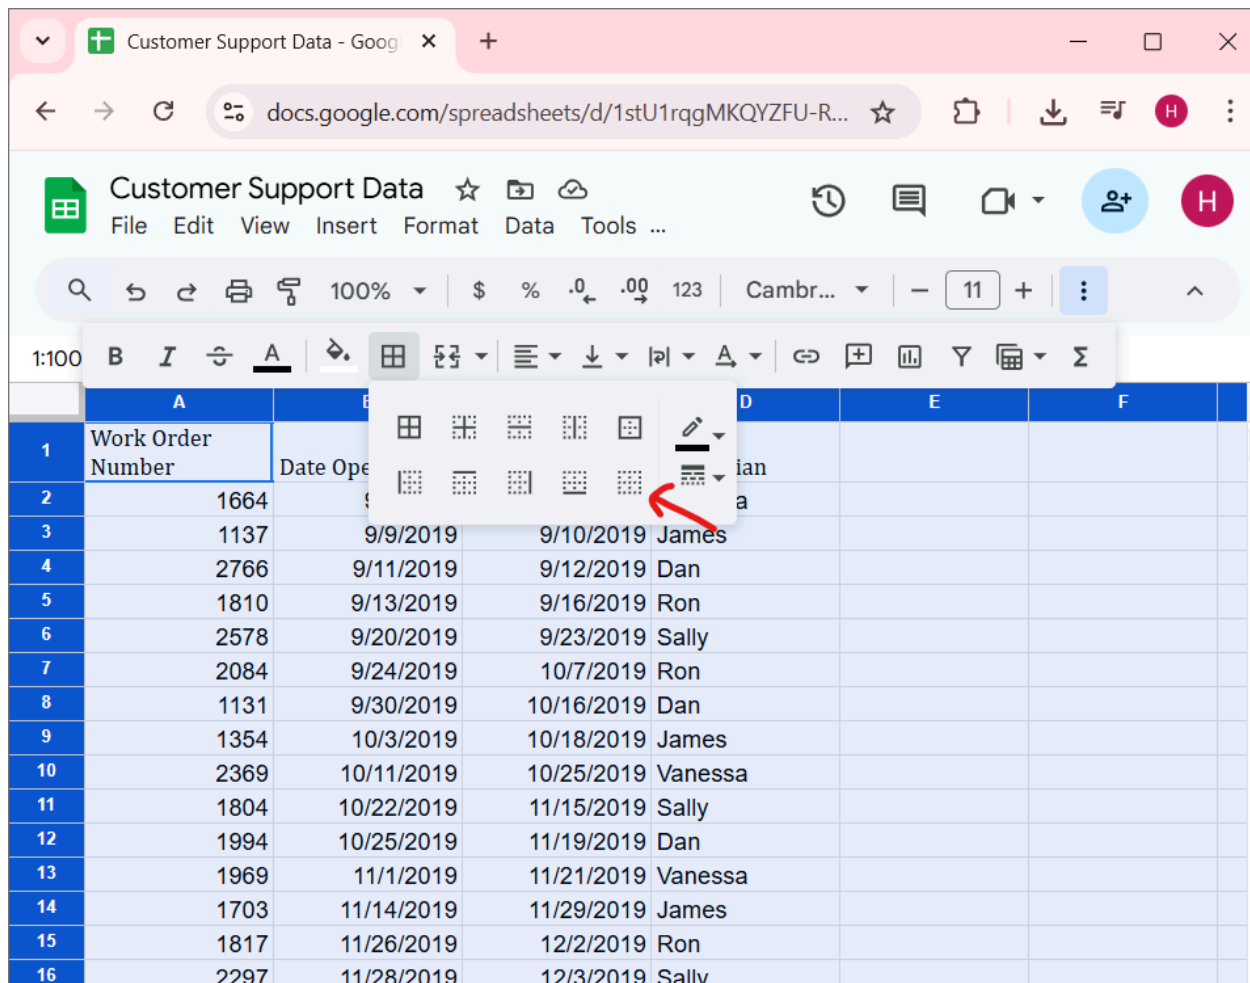 Customer Support Data - Goog
docs.google.com/spreadsheets/d/1stU1rqgMKQYZFU-R...
H
Customer Support Data
File Edit View Insert Format Data Tools ...
H
100% $ % .0 .00 123 Cambr... 11
1:100 B I S A A Σ
A D E F
1 Work Order Number Date Ope ian
2 1664 a
3 1137 9/9/2019 9/10/2019 James
4 2766 9/11/2019 9/12/2019 Dan
5 1810 9/13/2019 9/16/2019 Ron
6 2578 9/20/2019 9/23/2019 Sally
7 2084 9/24/2019 10/7/2019 Ron
8 1131 9/30/2019 10/16/2019 Dan
9 1354 10/3/2019 10/18/2019 James
10 2369 10/11/2019 10/25/2019 Vanessa
11 1804 10/22/2019 11/15/2019 Sally
12 1994 10/25/2019 11/19/2019 Dan
13 1969 11/1/2019 11/21/2019 Vanessa
14 1703 11/14/2019 11/29/2019 James
15 1817 11/26/2019 12/2/2019 Ron
16 2297 11/28/2019 12/3/2019 Sally